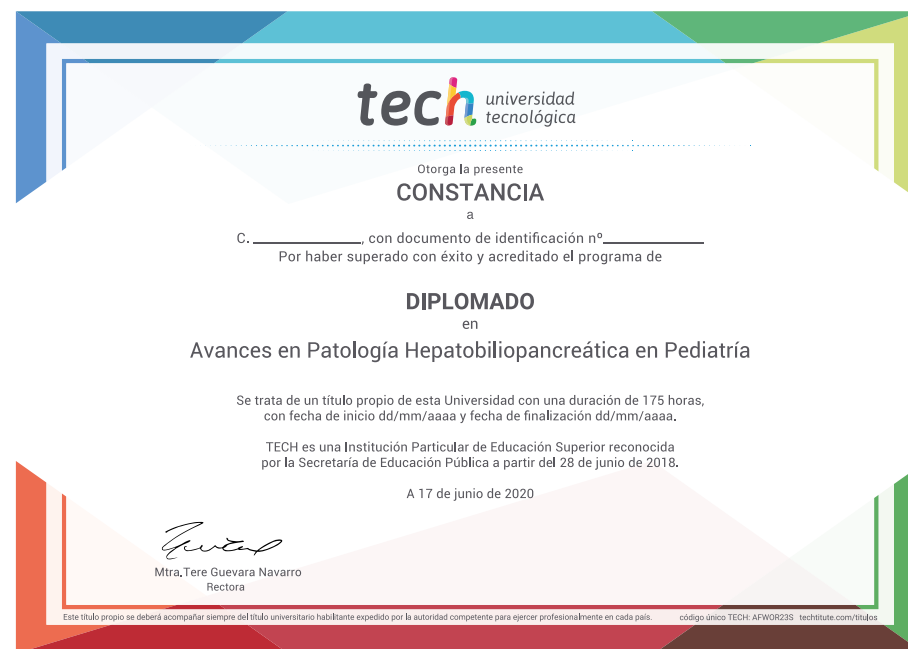 tech universidad
tecnológica
Otorga la presente
CONSTANCIA
a
C. ____________, con documento de identificación nº____________
Por haber superado con éxito y acreditado el programa de
DIPLOMADO
en
Avances en Patología Hepatobiliopancreática en Pediatría
Se trata de un título propio de esta Universidad con una duración de 175 horas,
con fecha de inicio dd/mm/aaaa y fecha de finalización dd/mm/aaaa.
TECH es una Institución Particular de Educación Superior reconocida
por la Secretaría de Educación Pública a partir del 28 de junio de 2018.
A 17 de junio de 2020
Mtra.Tere Guevara Navarro
Rectora
Este título propio se deberá acompañar siempre del título universitario habilitante expedido por la autoridad competente para ejercer profesionalmente en cada país. código único TECH: AFWOR23S techtitute.com/titulos